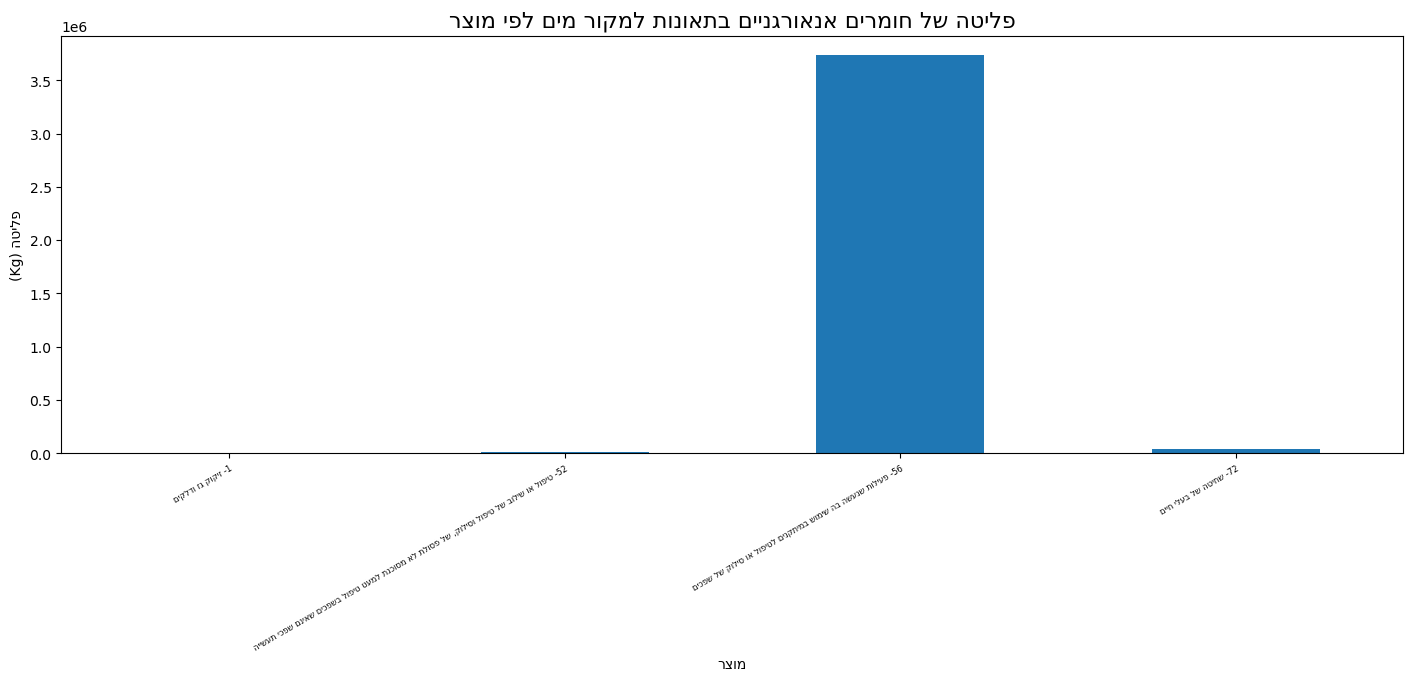 פליטה של חומרים אנאורגניים בתאונות למקור מים לפי מוצר
1e6
3.5
3.0
2.5
2.0
1.5
1.0
0.5
0.0
פליטה (Kg)
1- זיקוק גז ודלקים
52- טיפול או שילוב של טיפול וסילוק, של פסולת לא מסוכנת למעט טיפול בשפכים שאינם שפכי תעשייה
56- פעילות שנעשה בה שימוש במיתקנים לטיפול או סילוק של שפכים
72- שחיטה של בעלי חיים
מוצר